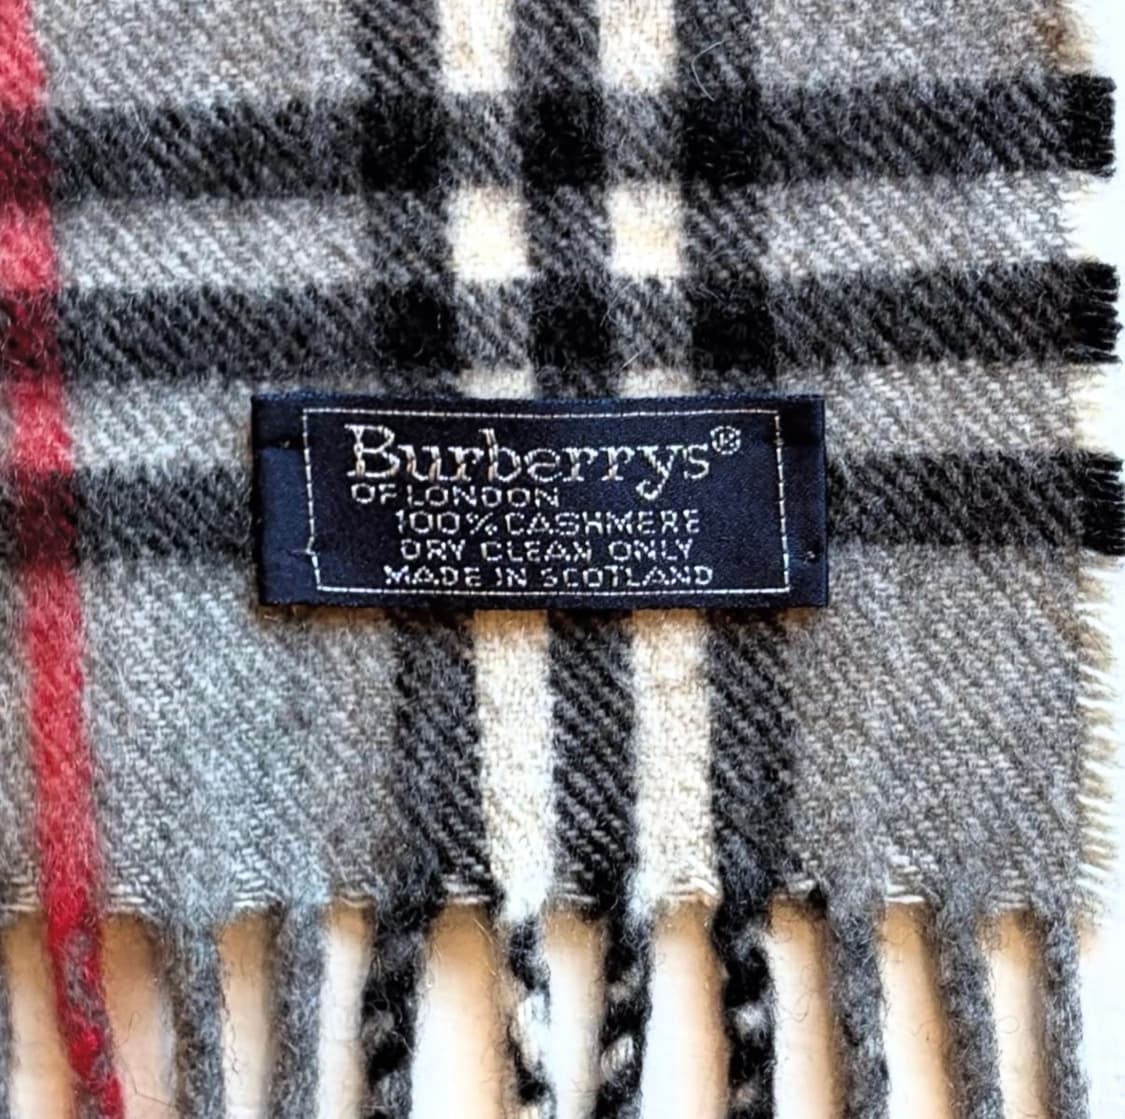 Burberrys®
OF LONDON
100% CASHMERE
DRY CLEAN ONLY
MADE IN SCOTLAND